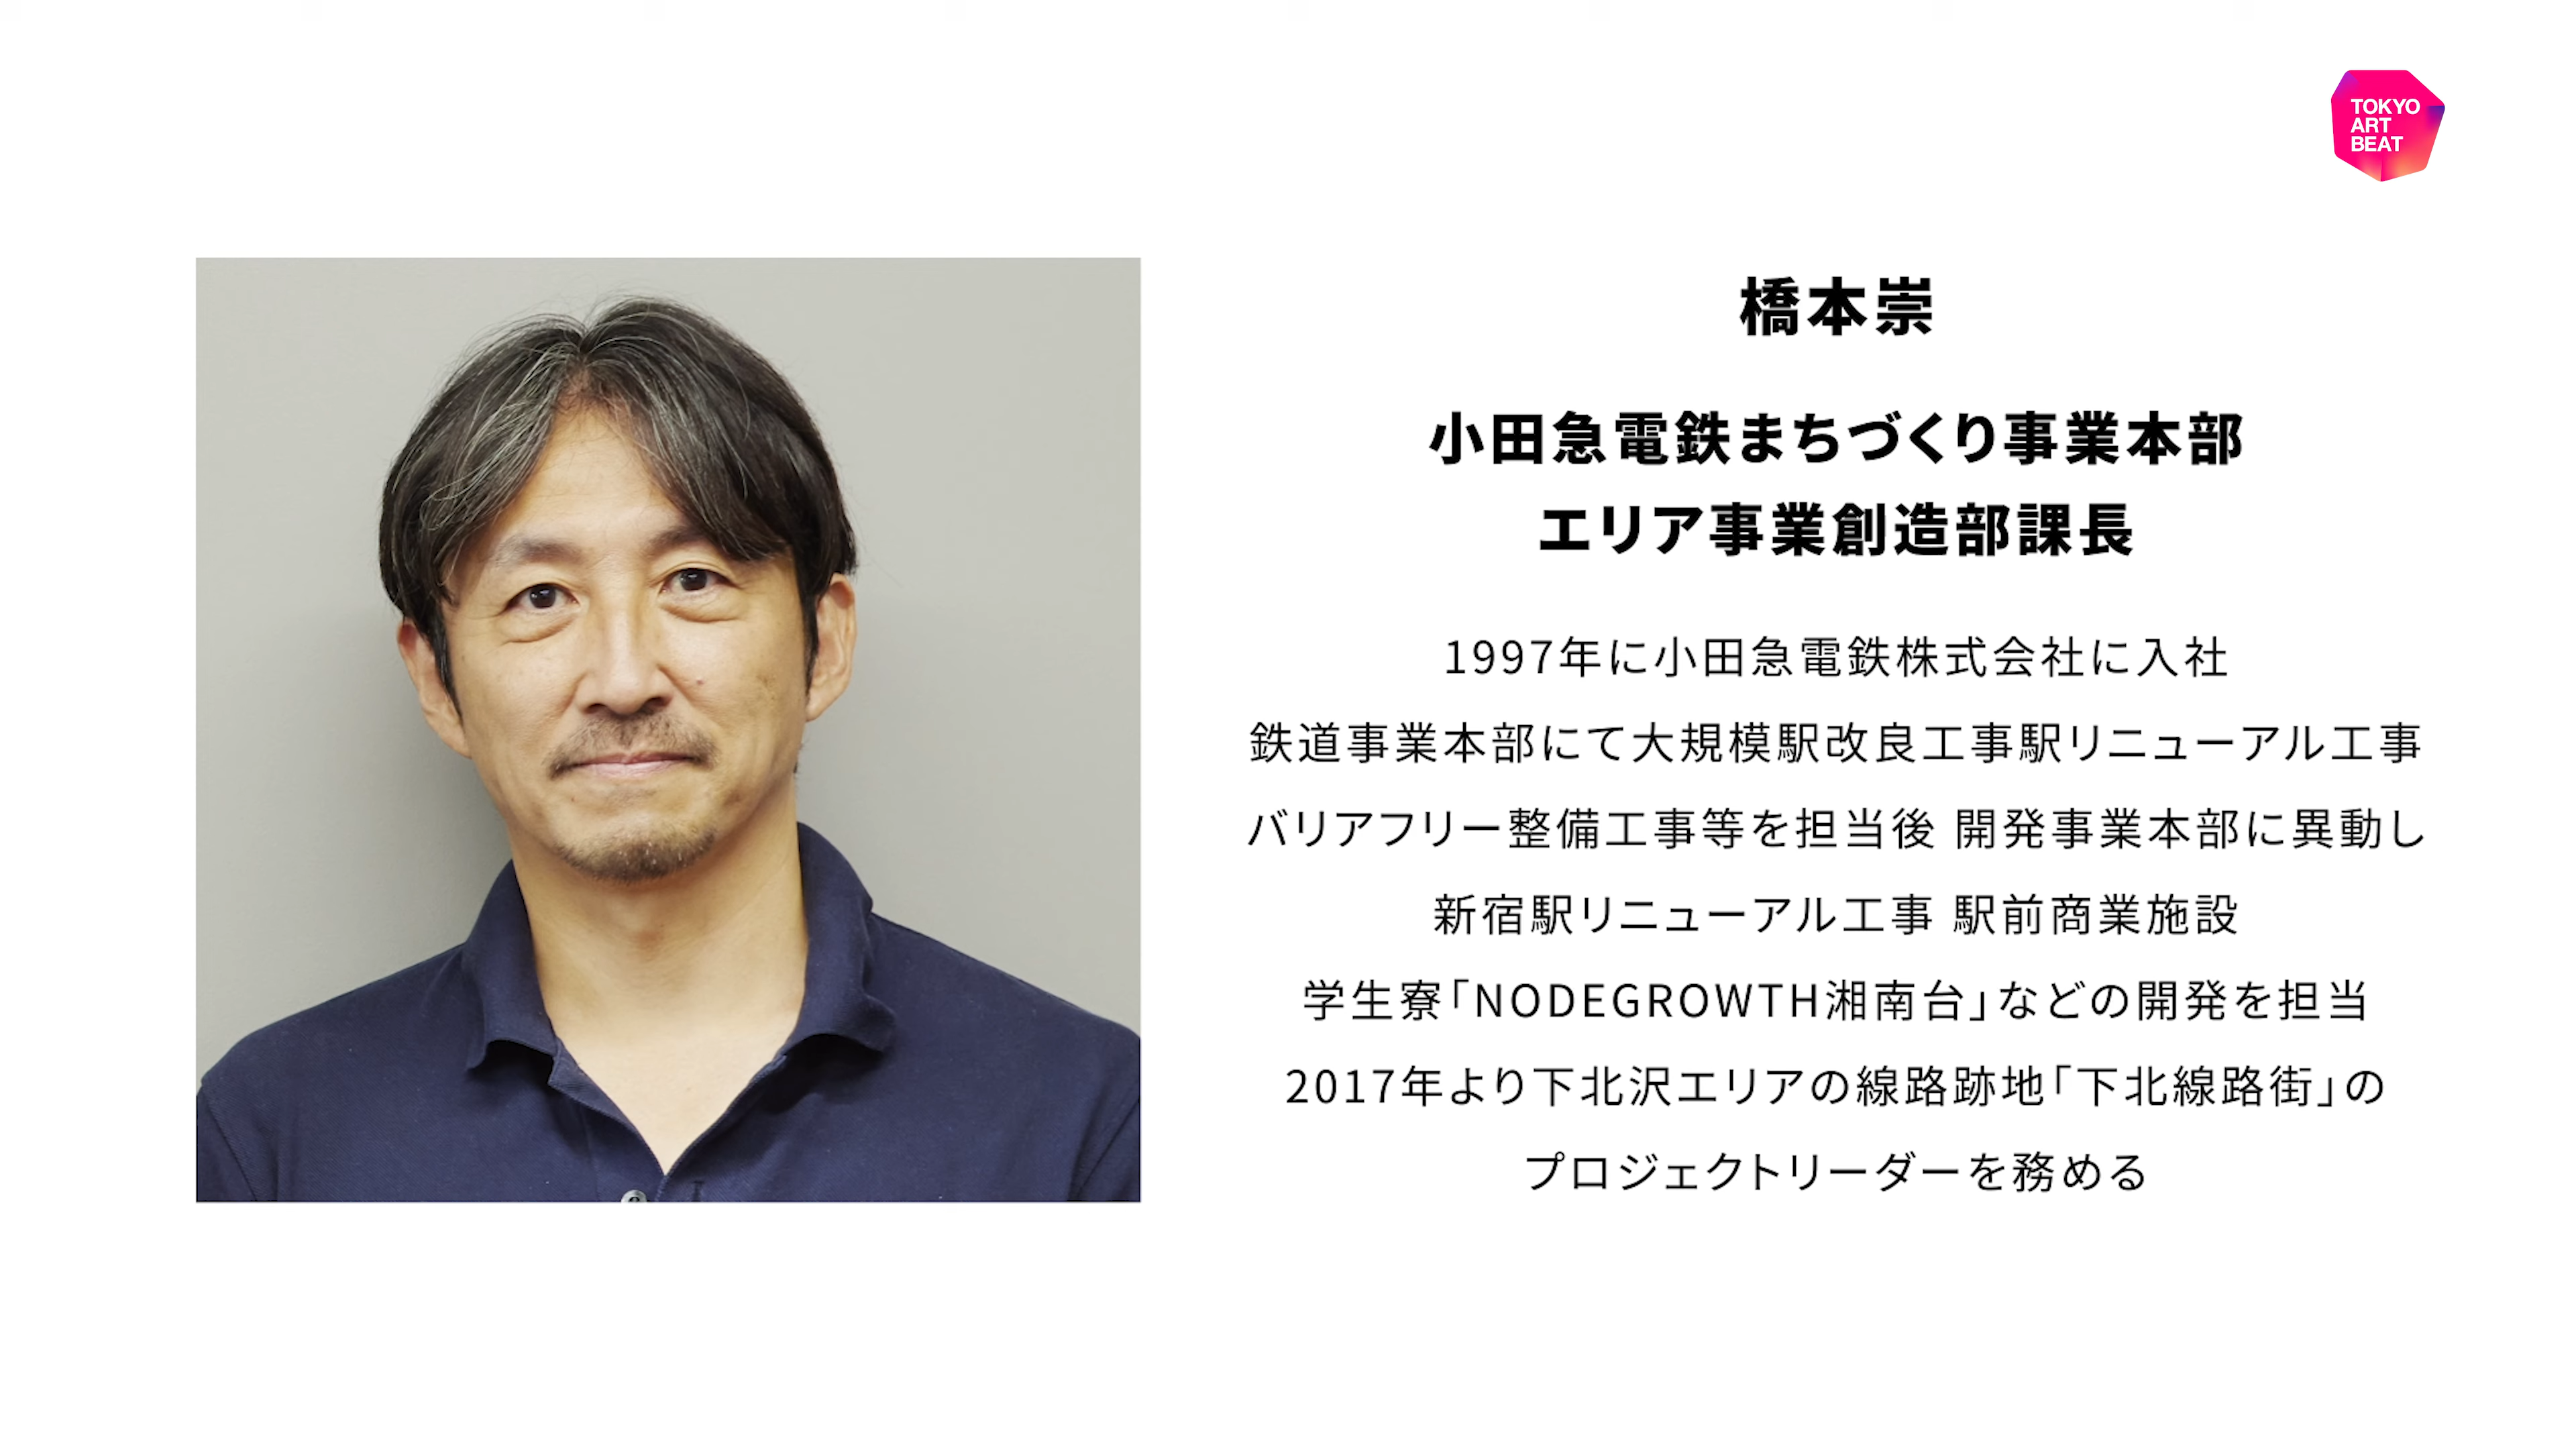 TOKYO
ART
BEAT
橋本崇
小田急電鉄まちづくり事業本部
エリア事業創造部課長
1997年に小田急電鉄株式会社に入社
鉄道事業本部にて大規模駅改良工事駅リニューアル工事
バリアフリー整備工事等を担当後 開発事業本部に異動し
新宿駅リニューアル工事 駅前商業施設
学生寮「NODEGROWTH湘南台」などの開発を担当
2017年より下北沢エリアの線路跡地「下北線路街」の
プロジェクトリーダーを務める